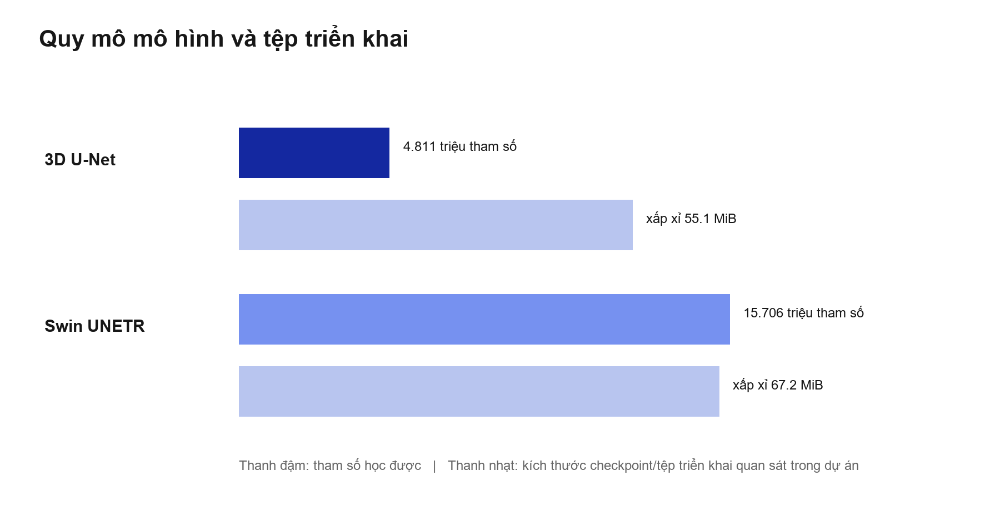 Quy mô mô hình và tệp triển khai
3D U-Net
4.811 triệu tham số
xấp xỉ 55.1 MiB
Swin UNETR
15.706 triệu tham số
xấp xỉ 67.2 MiB
Thanh đậm: tham số học được | Thanh nhạt: kích thước checkpoint/tệp triển khai quan sát trong dự án